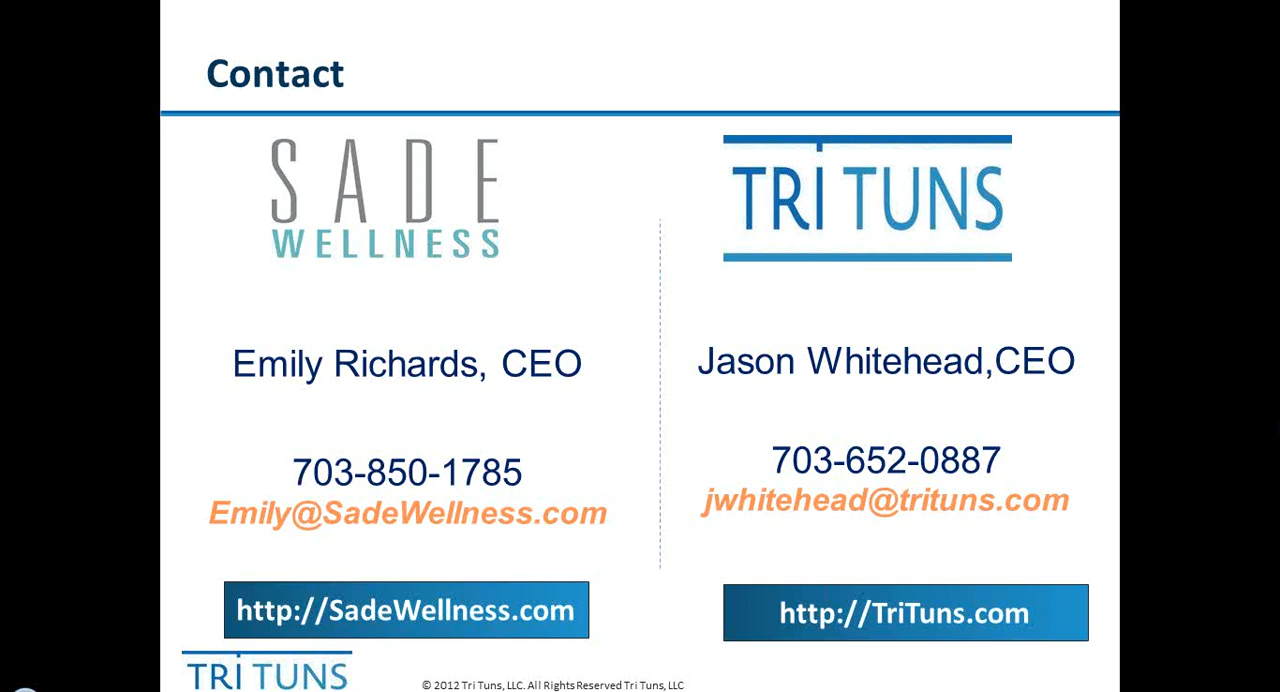 Contact
SADE
WELLNESS
Emily Richards, CEO
703-850-1785
Emily@SadeWellness.com
http://SadeWellness.com
TRI TUNS
Jason Whitehead,CEO
703-652-0887
jwhitehead@trituns.com
http://TriTuns.com
TRI TUNS
© 2012 Tri Tuns, LLC. All Rights Reserved Tri Tuns, LLC